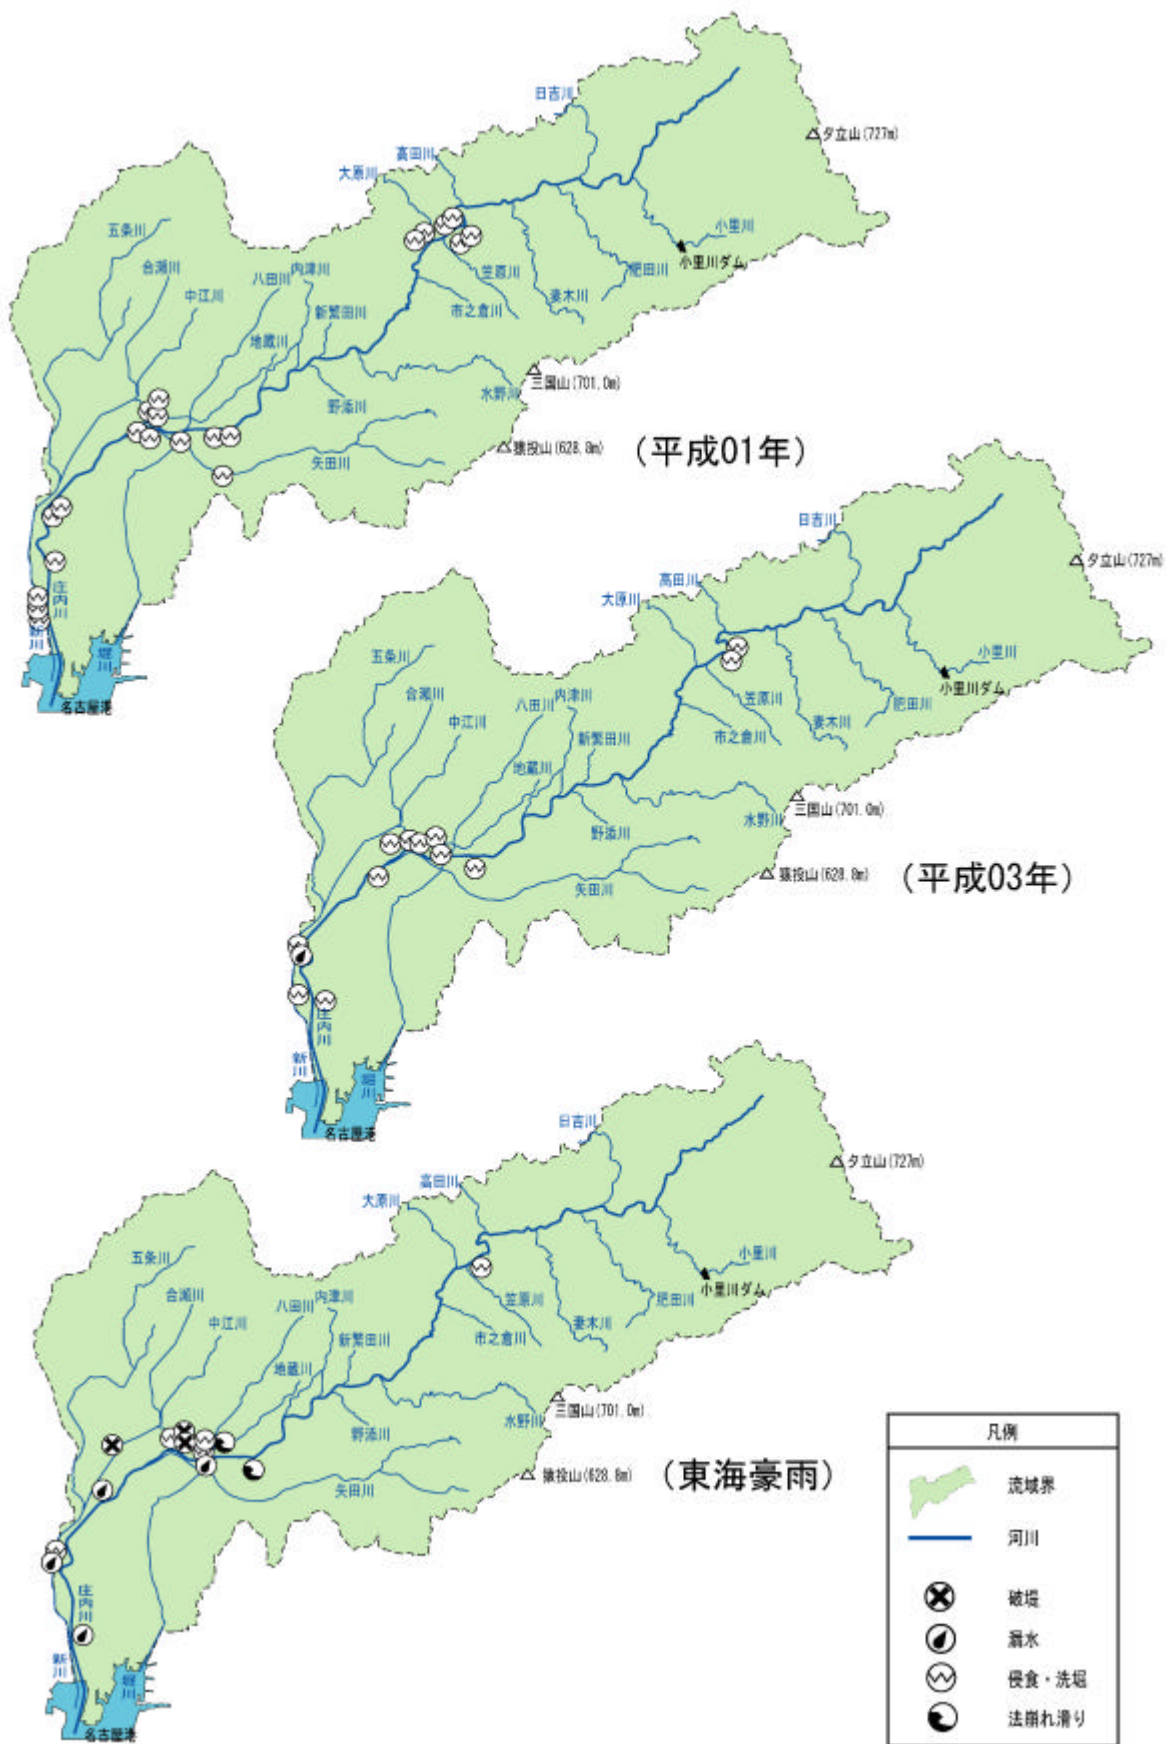 日吉川
夕立山(727m)
高田川
大原川
五条川
小里川
小里川ダム
合瀬川
八田川
内津川
笠原川
肥田川
中江川
妻木川
新繁田川
市之倉川
地蔵川
三国山(701.0m)
水野川
野添川
猿投山(628.8m)
矢田川
(平成01年)
庄内川
新川
堀川
名古屋港
日吉川
夕立山(727m)
高田川
大原川
五条川
小里川
小里川ダム
合瀬川
八田川
内津川
笠原川
肥田川
中江川
妻木川
新繁田川
市之倉川
地蔵川
三国山(701.0m)
水野川
野添川
猿投山(628.8m)
矢田川
(平成03年)
庄内川
新川
堀川
名古屋港
日吉川
夕立山(727m)
高田川
大原川
五条川
小里川
小里川ダム
合瀬川
八田川
内津川
笠原川
肥田川
中江川
妻木川
新繁田川
市之倉川
地蔵川
三国山(701.0m)
水野川
野添川
猿投山(628.8m)
矢田川
(東海豪雨)
庄内川
新川
堀川
名古屋港
凡例
流域界
河川
破堤
漏水
侵食・洗堀
法崩れ滑り